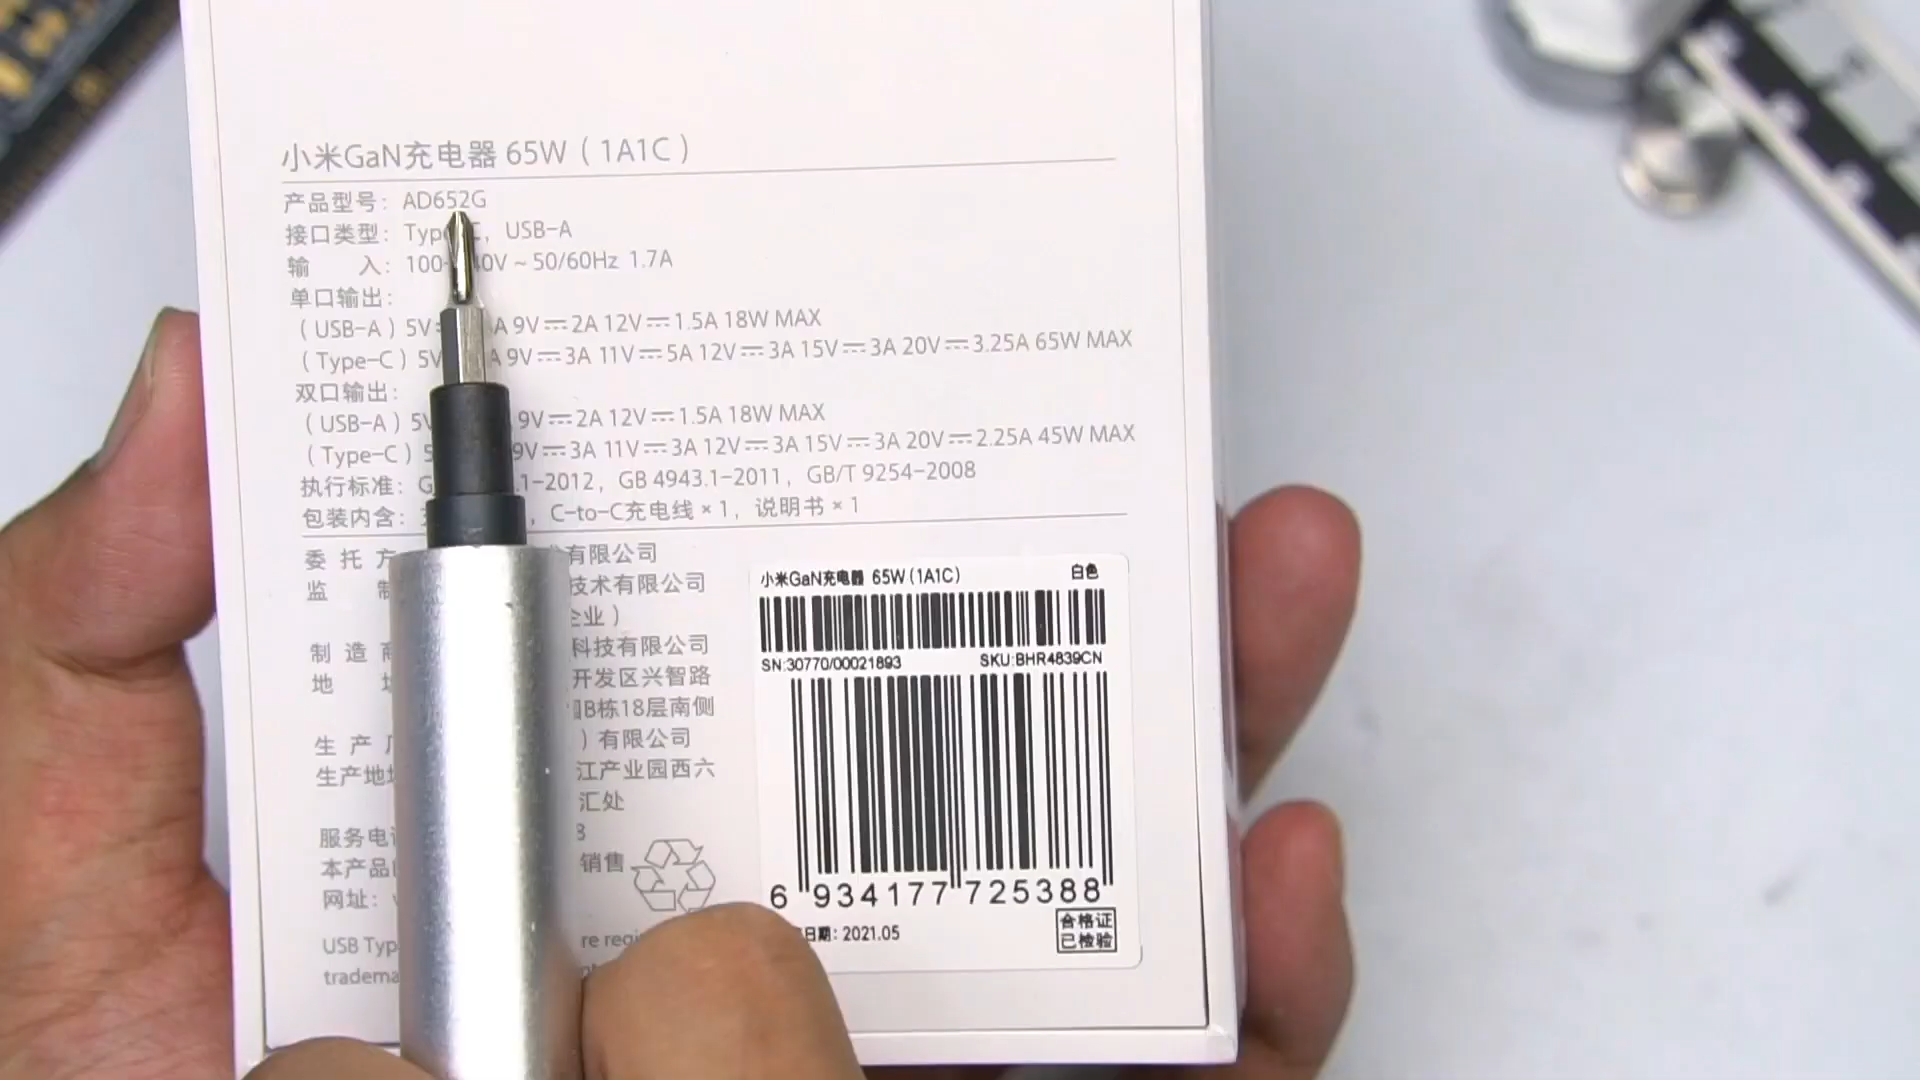 小米GaN充电器 65W（1A1C）
产品型号：AD652G
接口类型：Type-C，USB-A
输 入：100-240V～50/60Hz 1.7A
单口输出：
（USB-A）5V A 9V⎓2A 12V⎓1.5A 18W MAX
（Type-C）5V A 9V⎓3A 11V⎓5A 12V⎓3A 15V⎓3A 20V⎓3.25A 65W MAX
双口输出：
（USB-A）5V 9V⎓2A 12V⎓1.5A 18W MAX
（Type-C）5 9V⎓3A 11V⎓3A 12V⎓3A 15V⎓3A 20V⎓2.25A 45W MAX
执行标准：G .1-2012，GB 4943.1-2011，GB/T 9254-2008
包装内含： ，C-to-C充电线×1，说明书×1
委托方 有限公司
监 制 技术有限公司
企业）
制造商 科技有限公司
地 址 开发区兴智路
B栋18层南侧
生产厂 ）有限公司
生产地址 江产业园西六
汇处
服务电话 8
本产品 销售
网址：
USB Typ re regi
tradema
小米GaN充电器 65W(1A1C) 白色
SN:30770/00021893 SKU:BHR4839CN
6 934177 725388
日期：2021.05
合格证
已检验